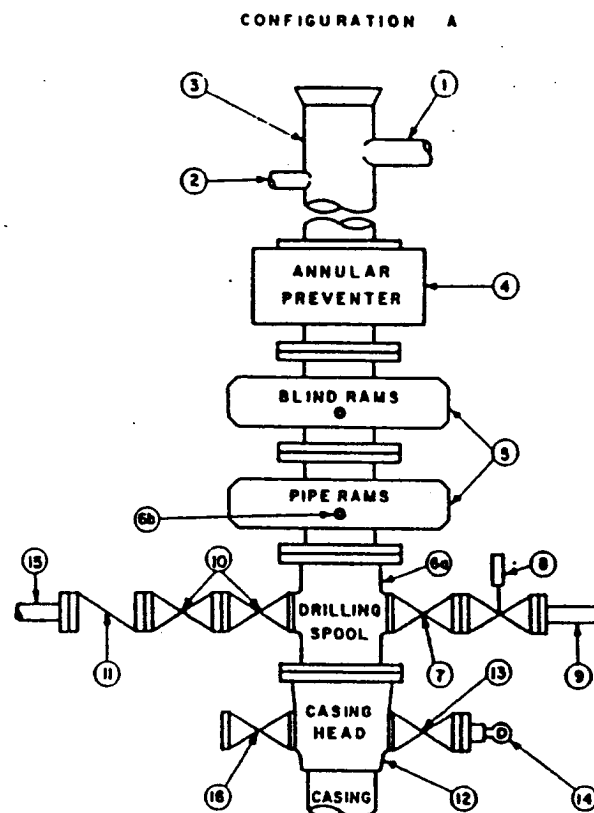 CONFIGURATION A
3
1
2
ANNULAR
PREVENTER
4
BLIND RAMS
5
PIPE RAMS
6b
15
10
6a
8
DRILLING
SPOOL
11
7
9
13
CASING
HEAD
16
12
14
CASING